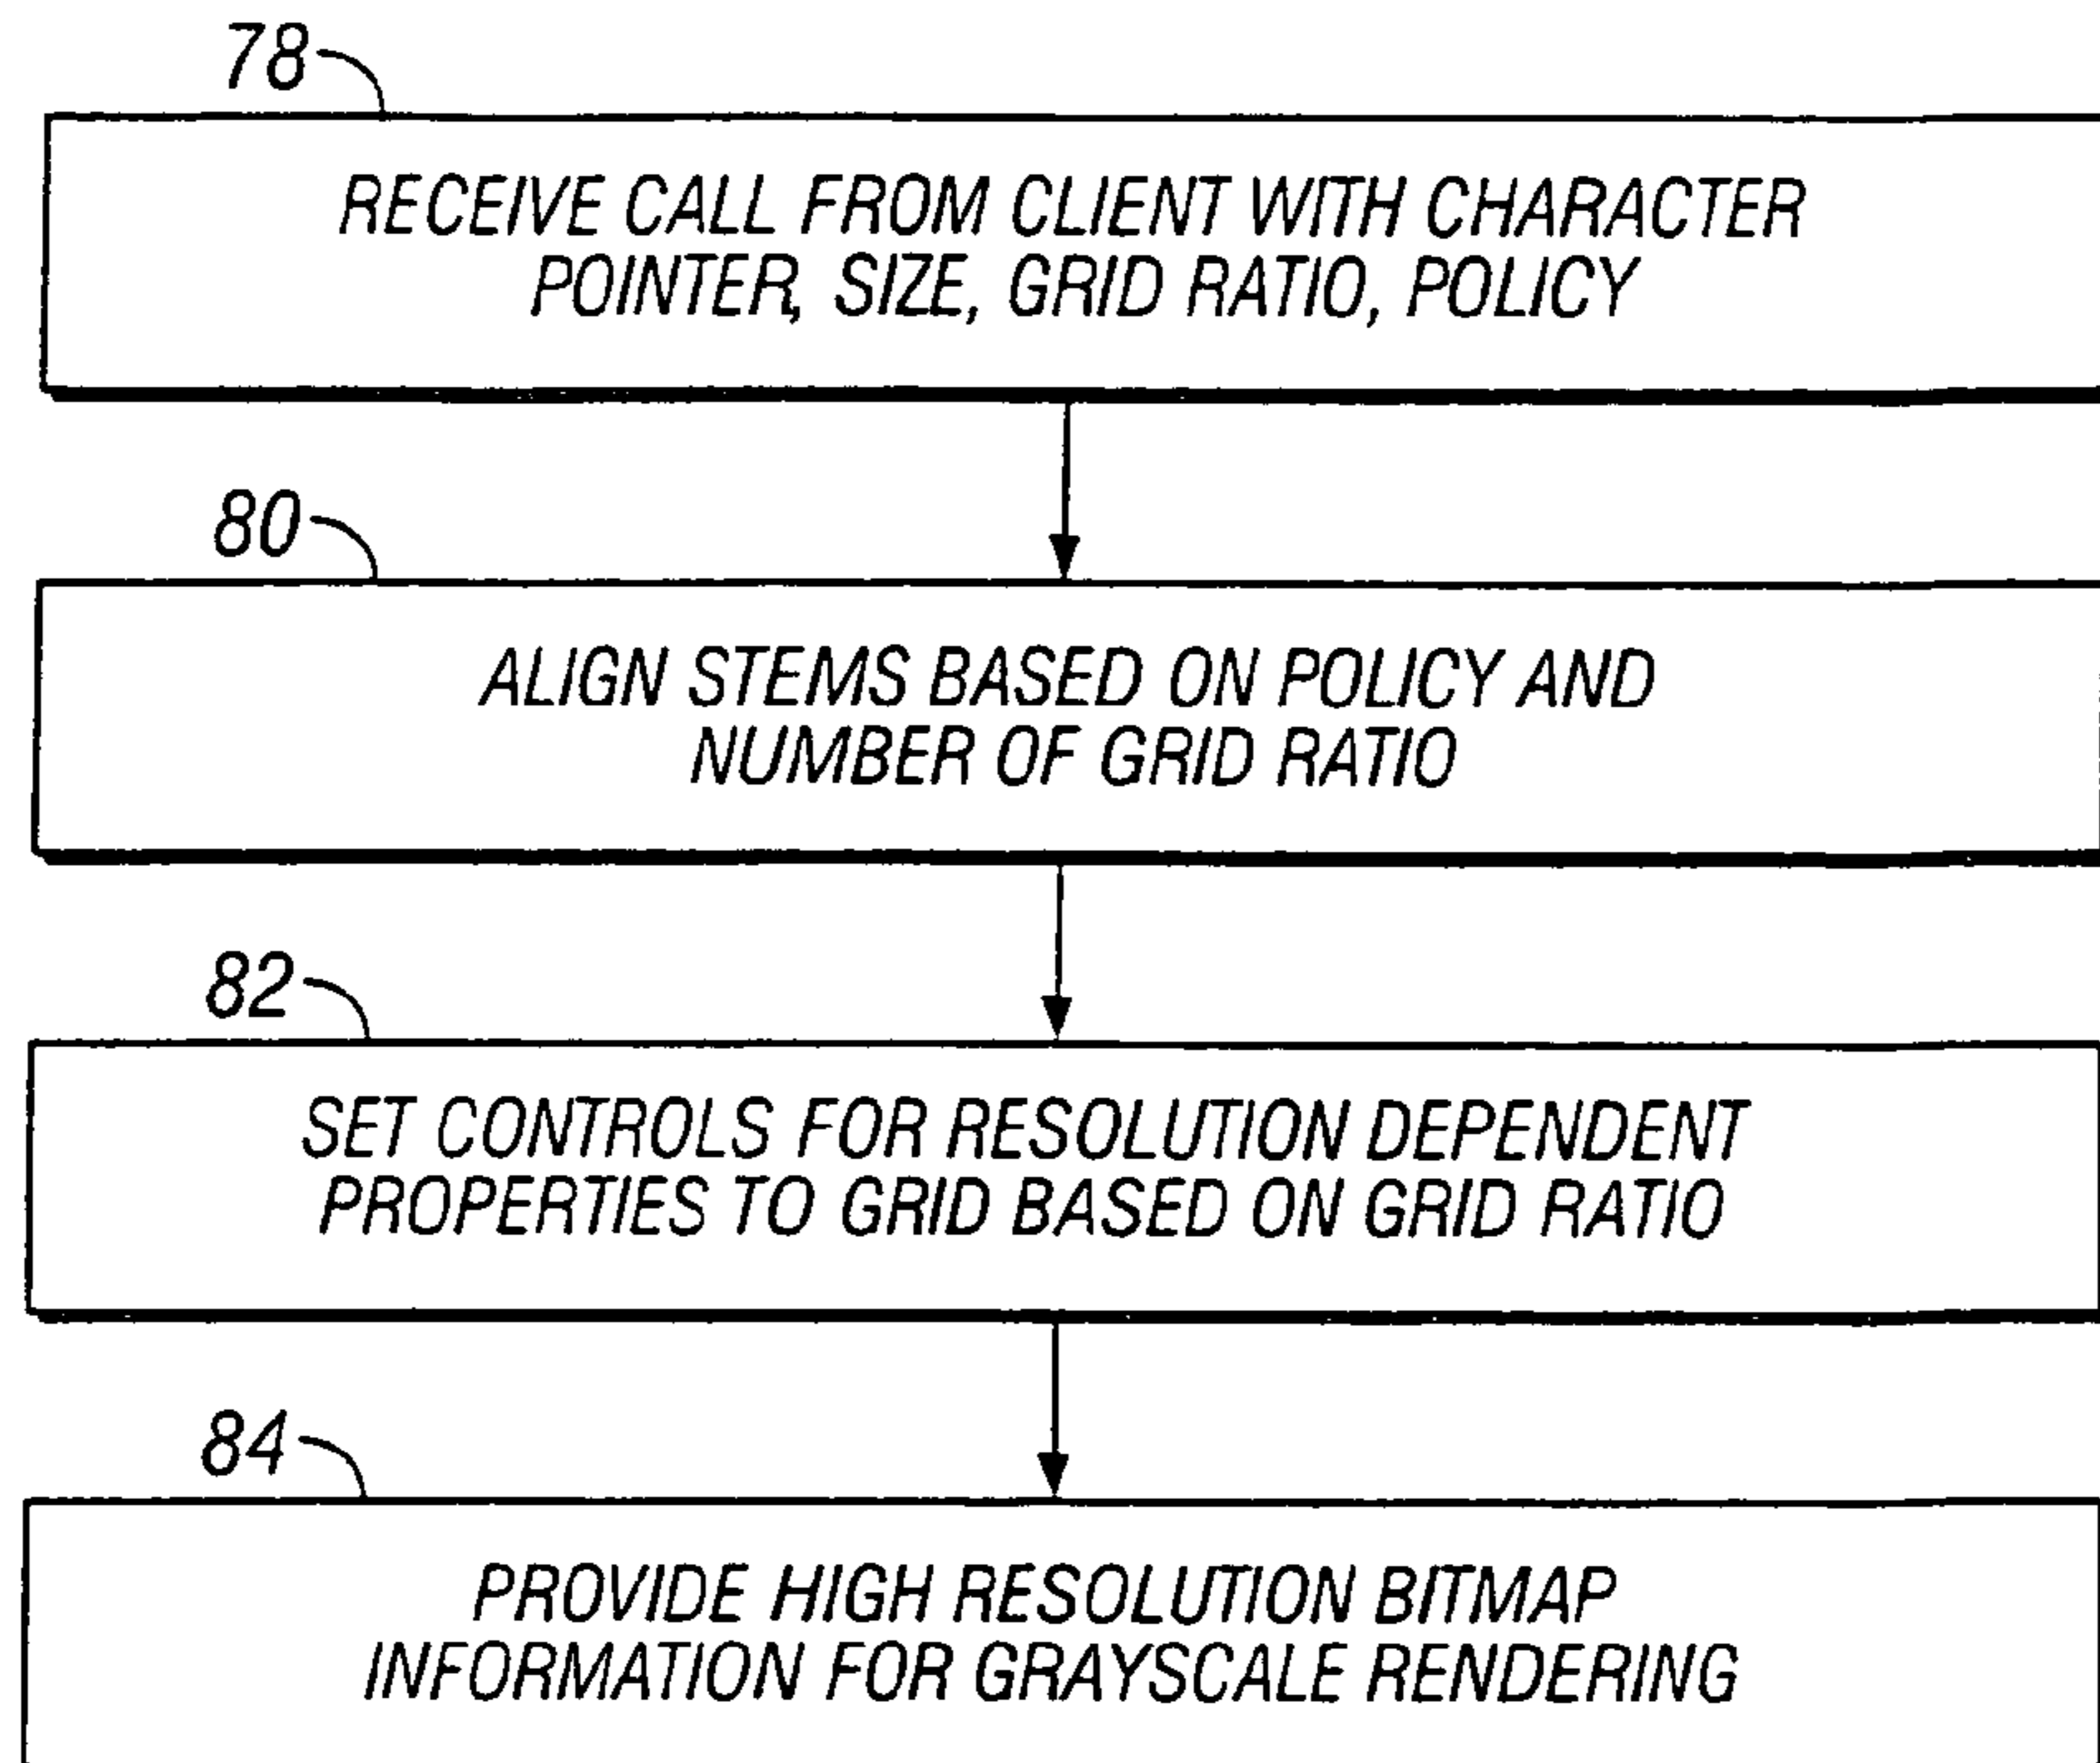 78
RECEIVE CALL FROM CLIENT WITH CHARACTER
POINTER, SIZE, GRID RATIO, POLICY
80
ALIGN STEMS BASED ON POLICY AND
NUMBER OF GRID RATIO
82
SET CONTROLS FOR RESOLUTION DEPENDENT
PROPERTIES TO GRID BASED ON GRID RATIO
84
PROVIDE HIGH RESOLUTION BITMAP
INFORMATION FOR GRAYSCALE RENDERING